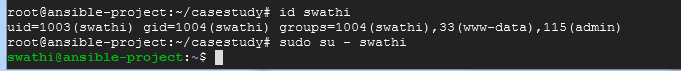 root@ansible-project:~/casestudy# id swathi
uid=1003(swathi) gid=1004(swathi) groups=1004(swathi),33(www-data),115(admin)
root@ansible-project:~/casestudy# sudo su - swathi
swathi@ansible-project:~$